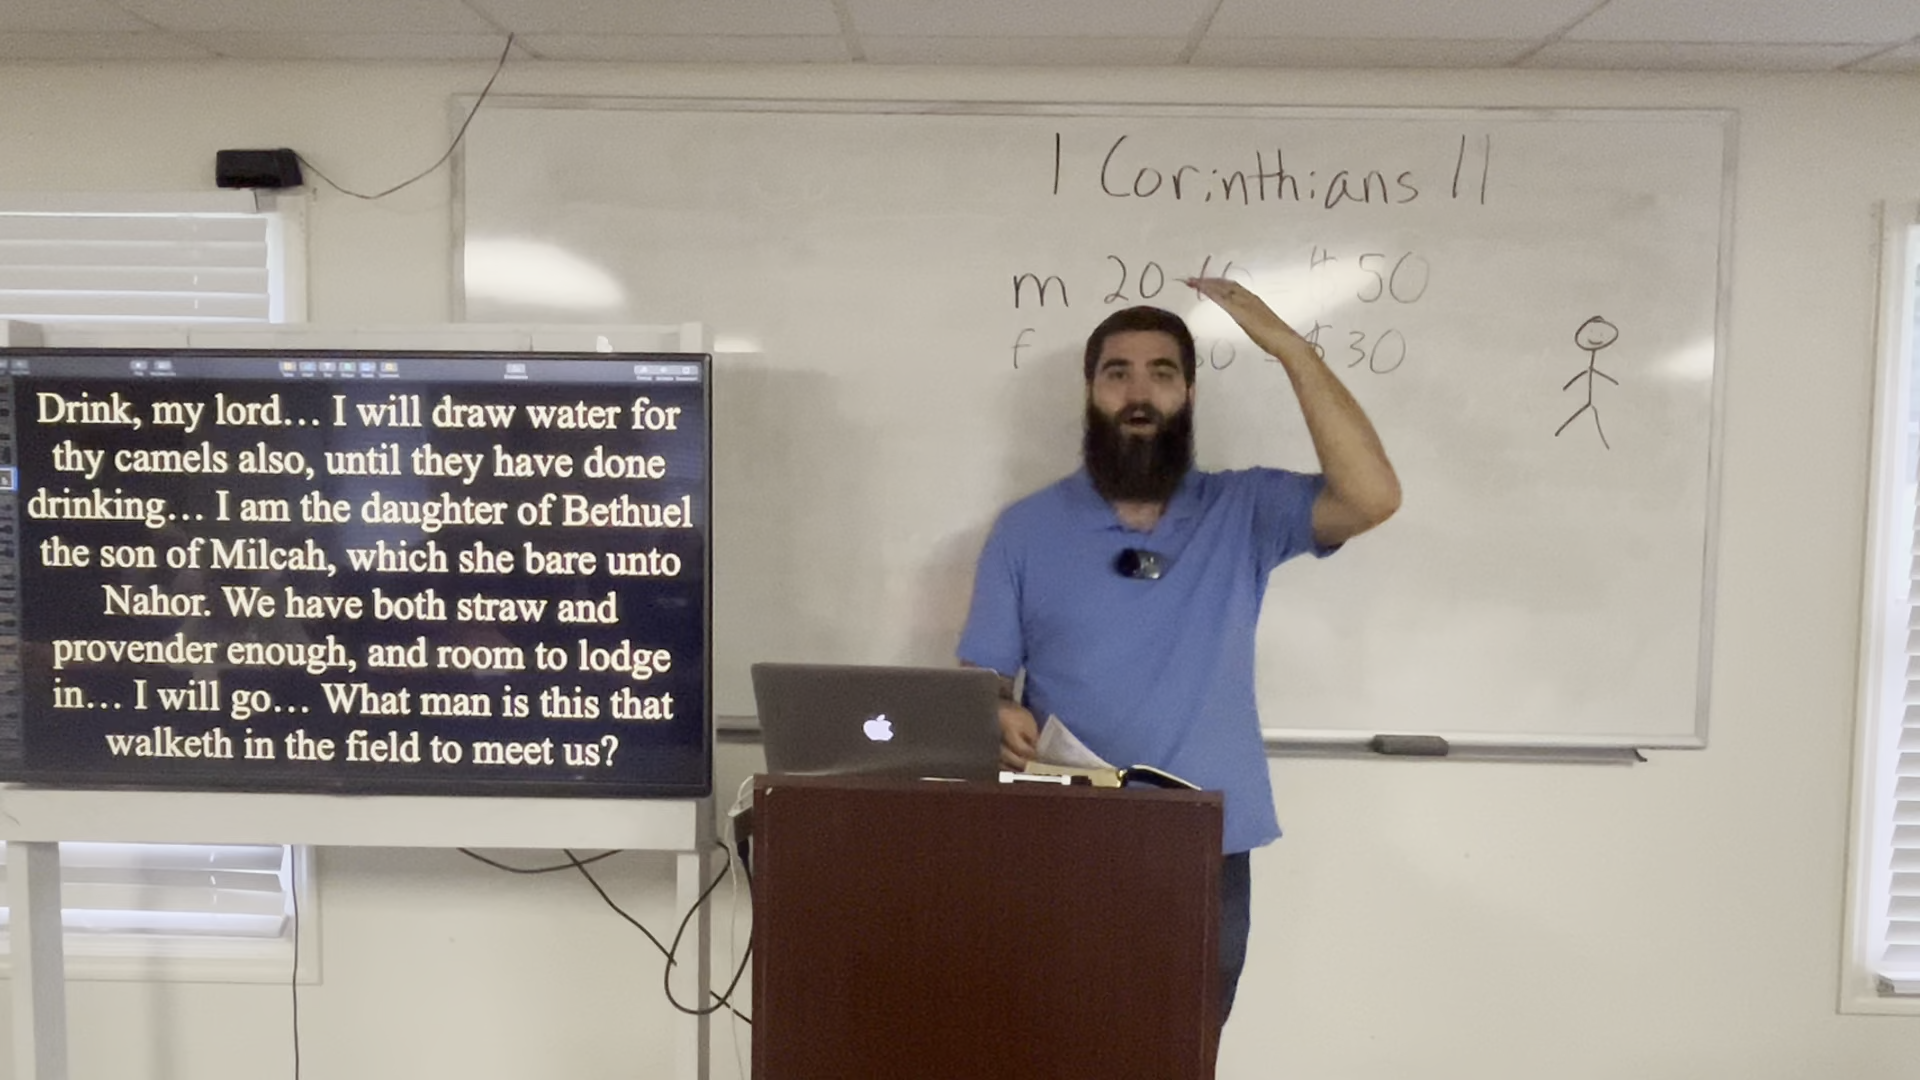 1 Corinthians 11
m 20-60 = $50
f 60 = $30
Drink, my lord... I will draw water for
thy camels also, until they have done
drinking... I am the daughter of Bethuel
the son of Milcah, which she bare unto
Nahor. We have both straw and
provender enough, and room to lodge
in... I will go... What man is this that
walketh in the field to meet us?